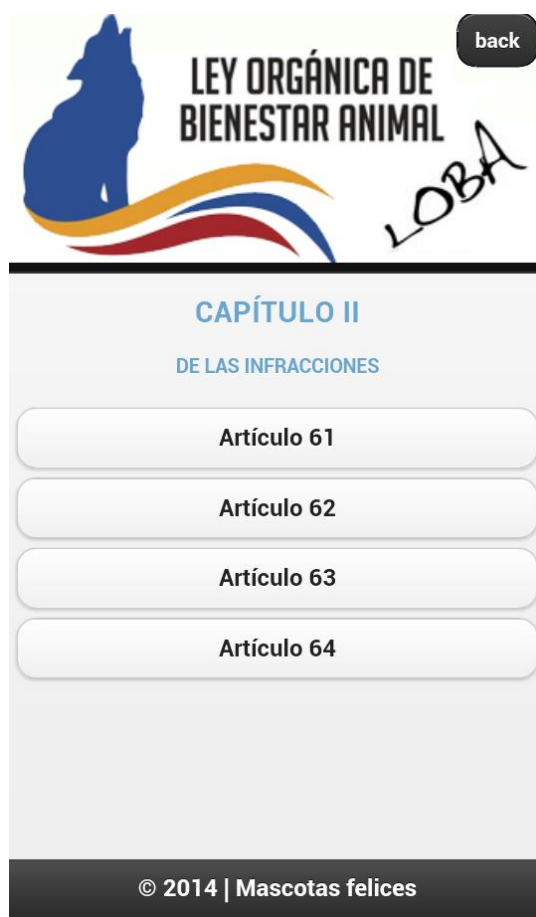 back
LEY ORGÁNICA DE
BIENESTAR ANIMAL
LOBA
CAPÍTULO II
DE LAS INFRACCIONES
Artículo 61
Artículo 62
Artículo 63
Artículo 64
© 2014 | Mascotas felices